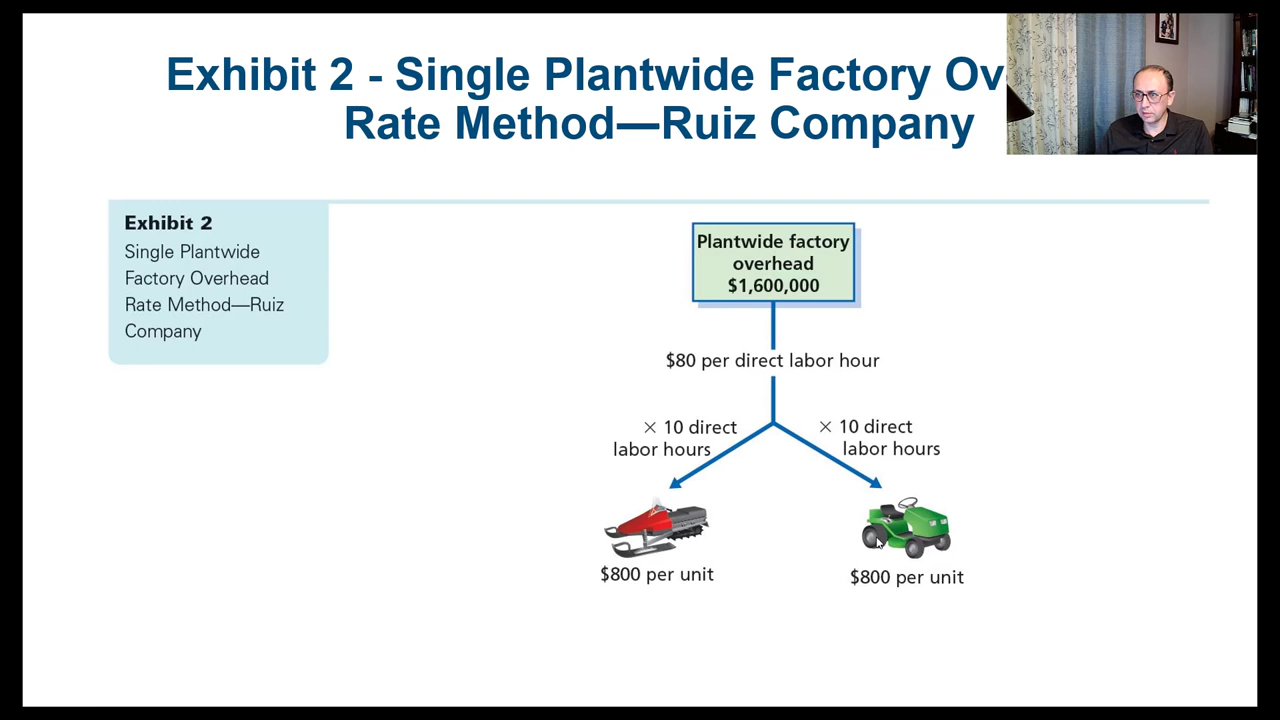 Exhibit 2 - Single Plantwide Factory Ov
Rate Method—Ruiz Company
Exhibit 2
Single Plantwide
Factory Overhead
Rate Method—Ruiz
Company
Plantwide factory
overhead
$1,600,000
$80 per direct labor hour
× 10 direct
labor hours
× 10 direct
labor hours
$800 per unit
$800 per unit